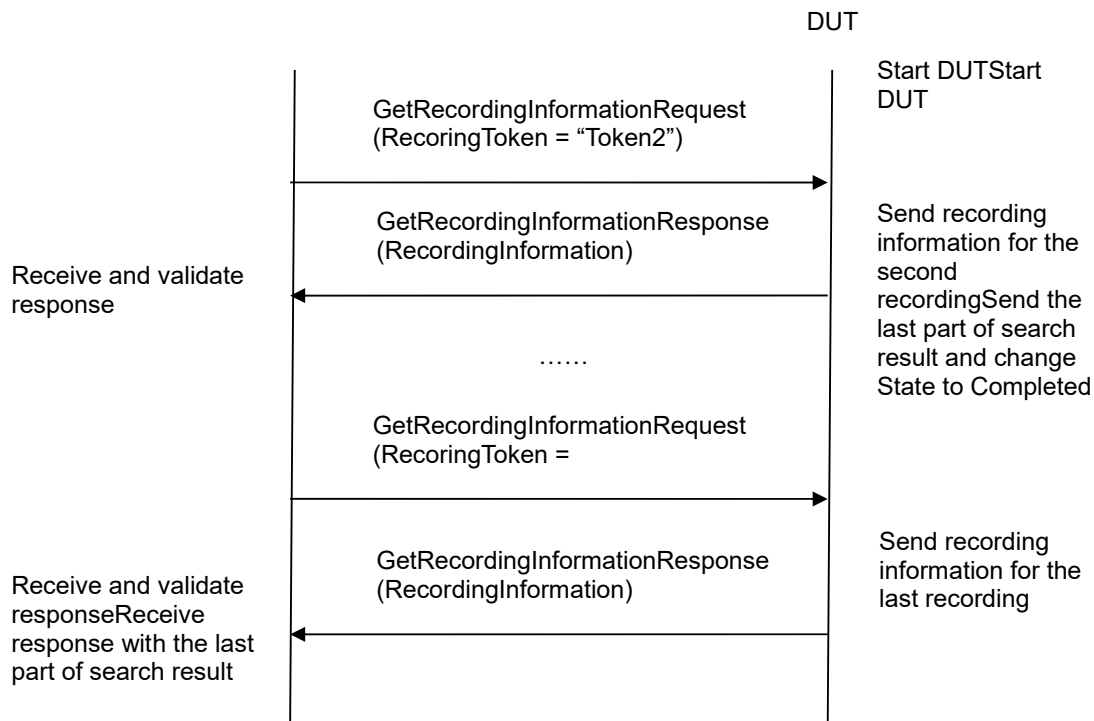 DUT
Start DUTStart
DUT
GetRecordingInformationRequest
(RecoringToken = “Token2”)
GetRecordingInformationResponse
(RecordingInformation)
Send recording
information for the
second
recordingSend the
last part of search
result and change
State to Completed
Receive and validate
response
……
GetRecordingInformationRequest
(RecoringToken =
GetRecordingInformationResponse
(RecordingInformation)
Send recording
information for the
last recording
Receive and validate
responseReceive
response with the last
part of search result